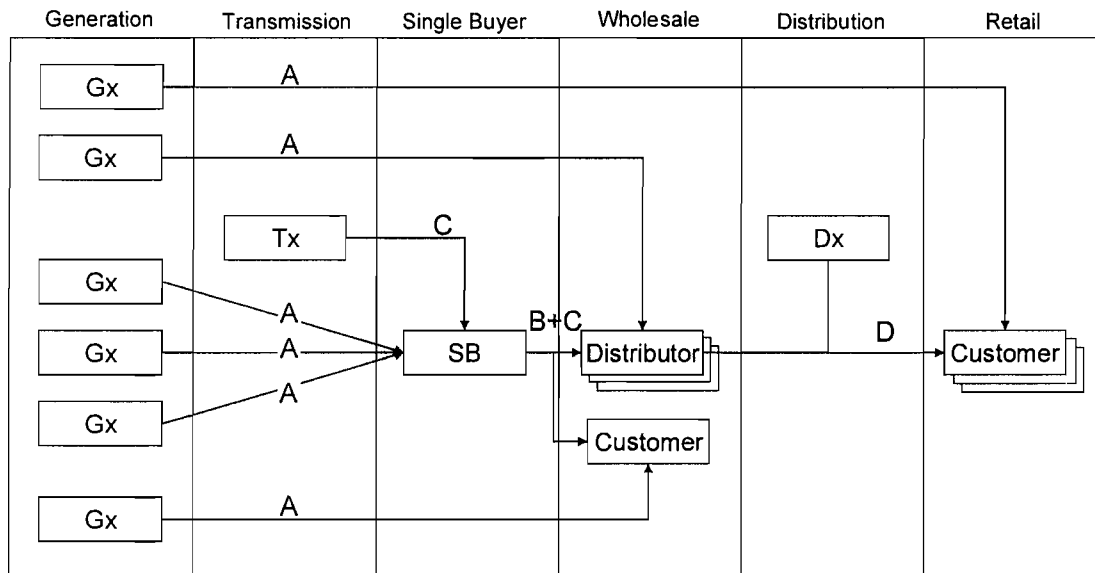 Generation Transmission Single Buyer Wholesale Distribution Retail
Gx A
Gx A
Tx C Dx
Gx A
Gx A SB B+C Distributor D Customer
Gx A
Customer
Gx A